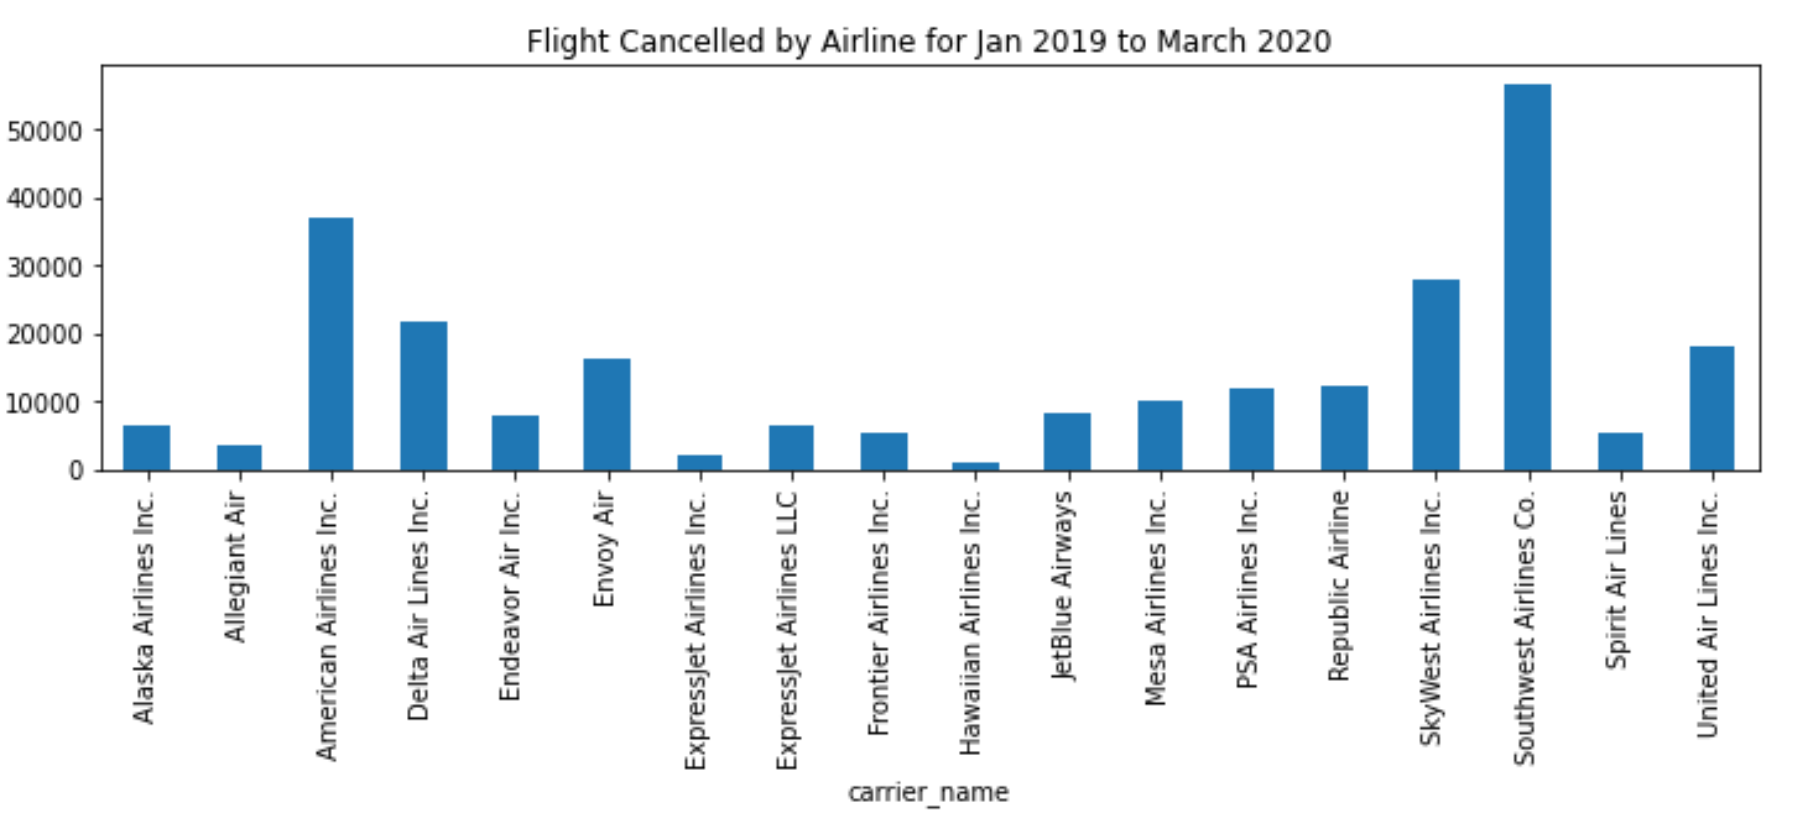 Flight Cancelled by Airline for Jan 2019 to March 2020
50000
40000
30000
20000
10000
0
Alaska Airlines Inc.
Allegiant Air
American Airlines Inc.
Delta Air Lines Inc.
Endeavor Air Inc.
Envoy Air
ExpressJet Airlines Inc.
ExpressJet Airlines LLC
Frontier Airlines Inc.
Hawaiian Airlines Inc.
JetBlue Airways
Mesa Airlines Inc.
PSA Airlines Inc.
Republic Airline
SkyWest Airlines Inc.
Southwest Airlines Co.
Spirit Air Lines
United Air Lines Inc.
carrier_name